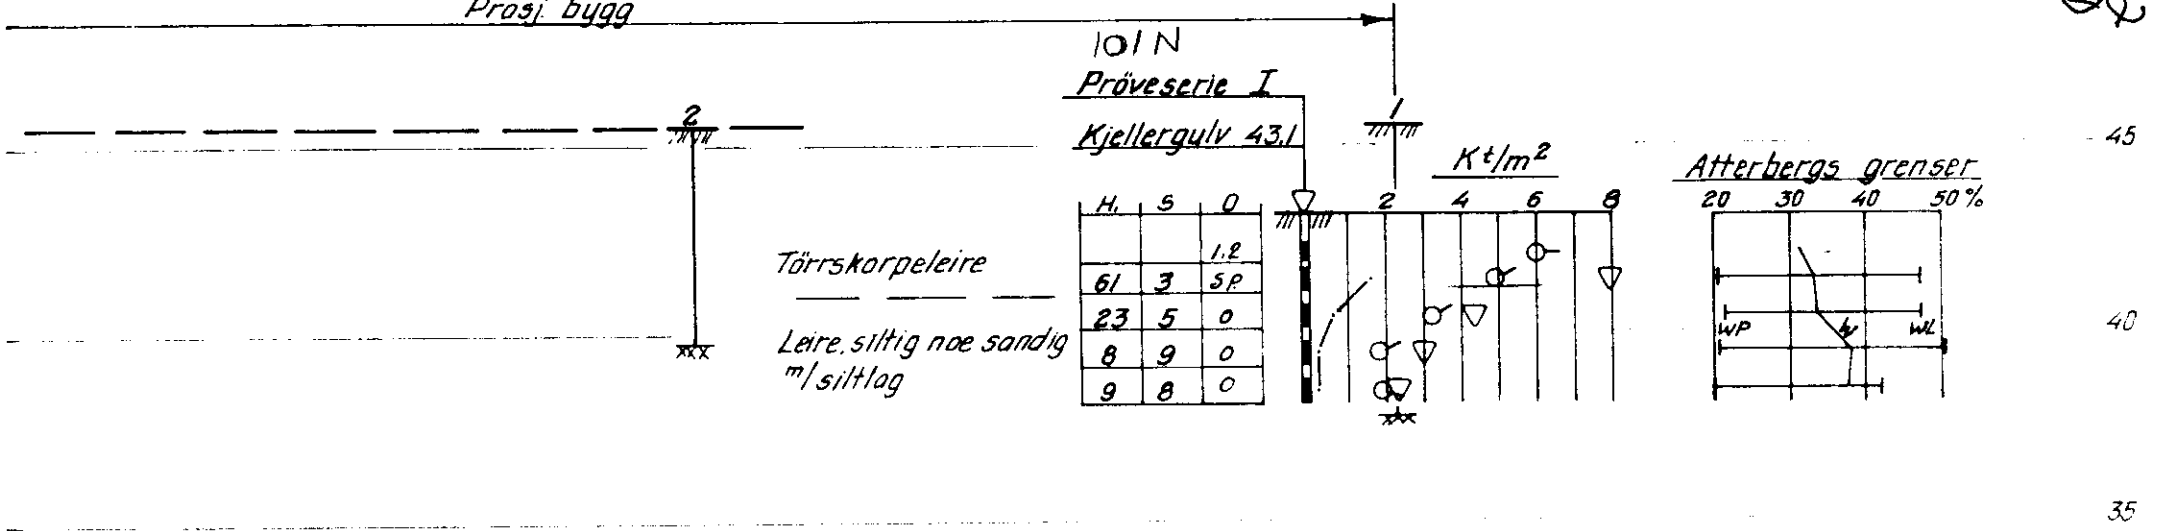 Prosj. bygg
101 N
Pröveserie I
2
1
Kjellergulv 43,1
45
K t/m²
Atterbergs grenser
H. S O
2 4 6 8
20 30 40 50 %
1.2
Törrskorpeleire
61 3 SP.
23 5 0
40
WP W WL
Leire, siltig noe sandig
m/siltlag
8 9 0
9 8 0
35